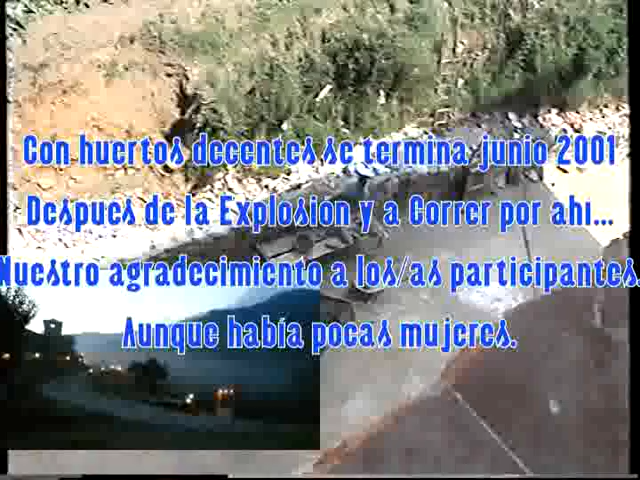 Con huertos decentes se termina junio 2001
Despues de la Explosion y a Correr por ahi...
Nuestro agradecimiento a los/as participantes.
Aunque había pocas mujeres.